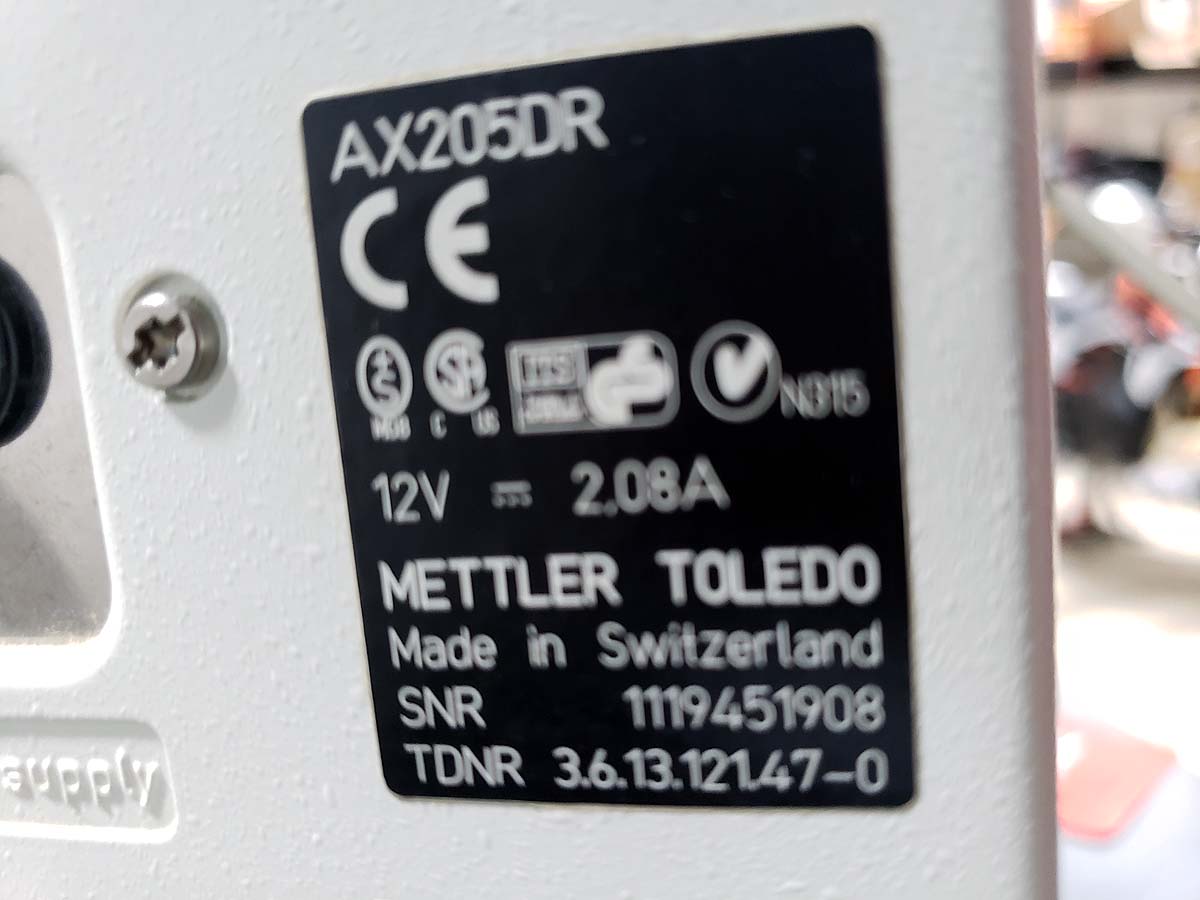 AX205DR
CE
N315
12V ⎓ 2.08A
METTLER TOLEDO
Made in Switzerland
SNR 1119451908
TDNR 3.6.13.121.47-0